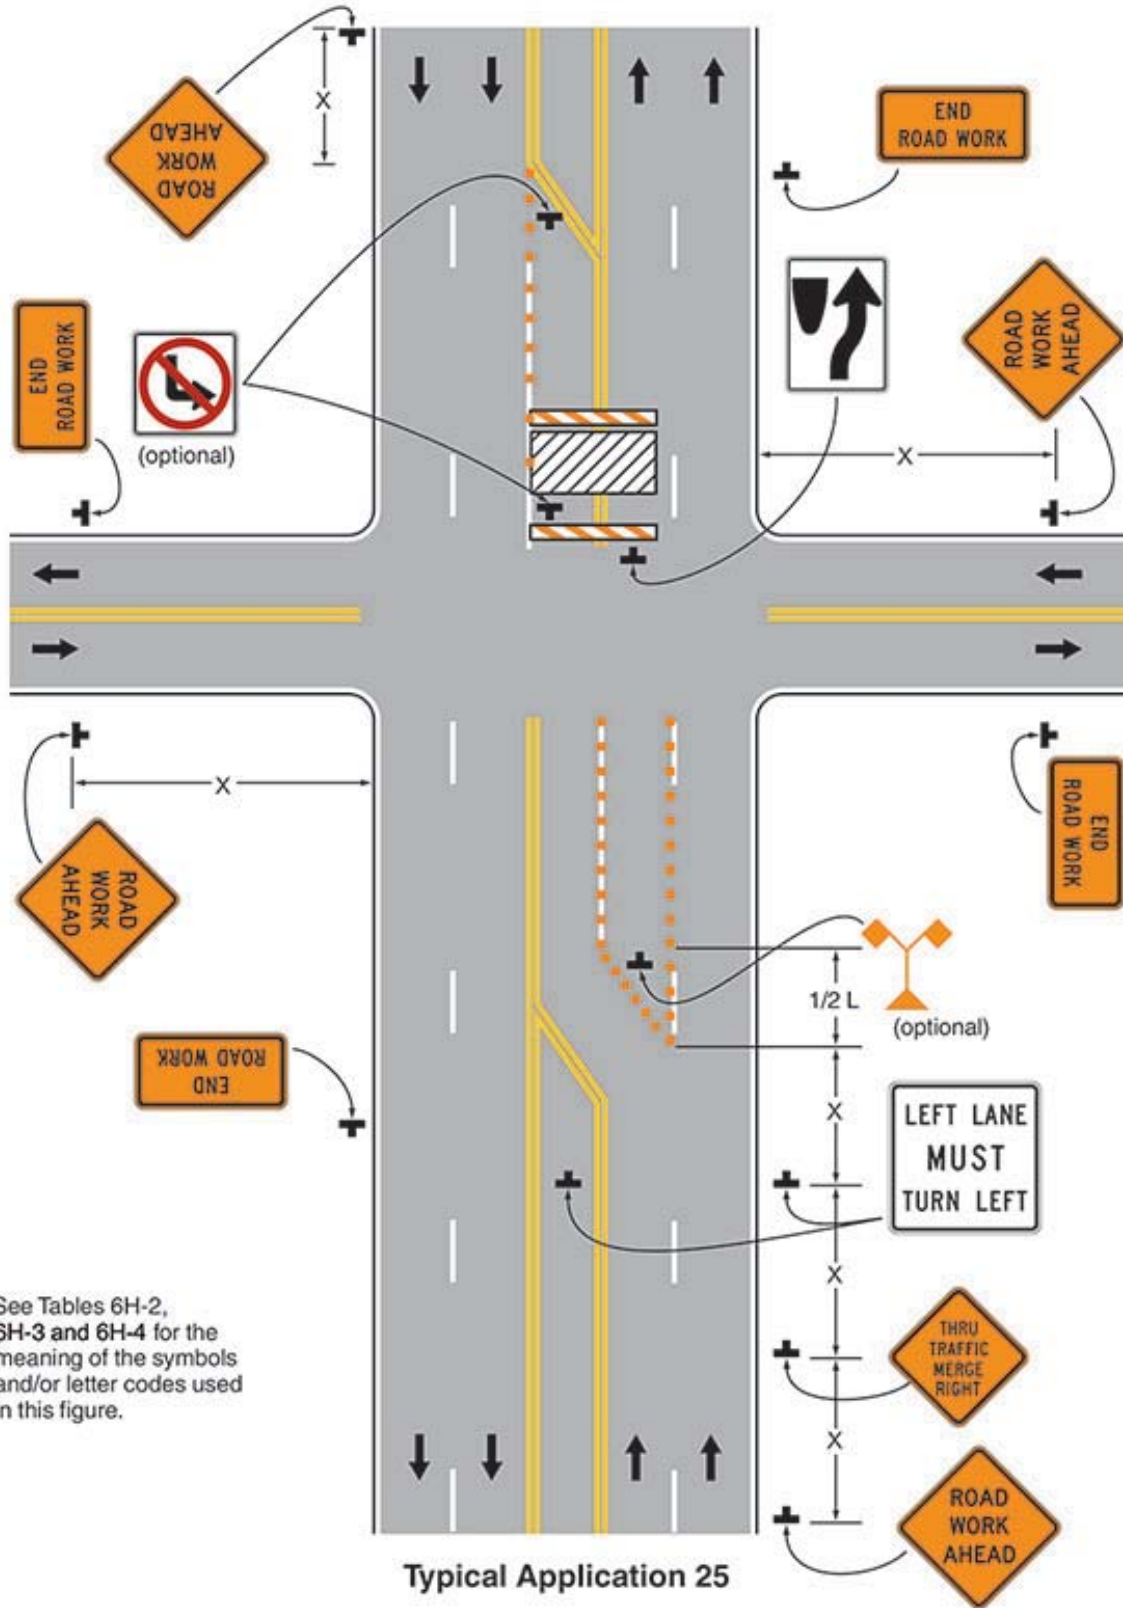 X
ROAD
WORK
AHEAD
END
ROAD WORK
END
ROAD WORK
(optional)
ROAD
WORK
AHEAD
X
X
ROAD
WORK
AHEAD
END
ROAD WORK
1/2 L
(optional)
END
ROAD WORK
X
LEFT LANE
MUST
TURN LEFT
X
THRU
TRAFFIC
MERGE
RIGHT
X
ROAD
WORK
AHEAD
See Tables 6H-2,
6H-3 and 6H-4 for the
meaning of the symbols
and/or letter codes used
in this figure.
Typical Application 25